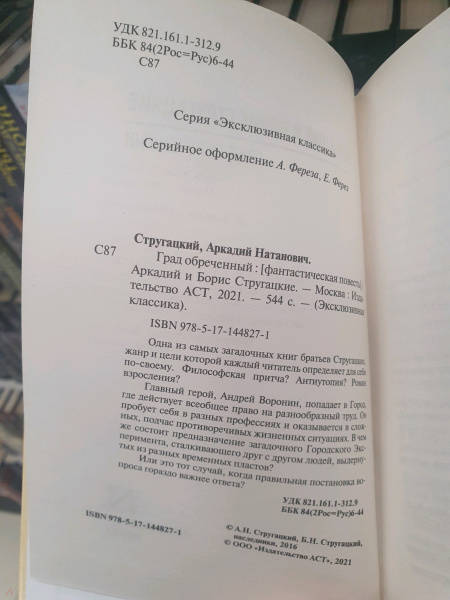 УДК 821.161.1-312.9
ББК 84(2Рос=Рус)6-44
С87
Серия «Эксклюзивная классика»
Серийное оформление А. Фереза, Е. Ферез
Стругацкий, Аркадий Натанович.
С87 Град обреченный : [фантастическая повесть]
Аркадий и Борис Стругацкие. — Москва : Изда-
тельство АСТ, 2021. — 544 с. — (Эксклюзивная
классика).
ISBN 978-5-17-144827-1
Одна из самых загадочных книг братьев Стругацких,
жанр и цели которой каждый читатель определяет для себя
по-своему. Философская притча? Антиутопия? Роман
взросления?
Главный герой, Андрей Воронин, попадает в Город,
где действует всеобщее право на разнообразный труд. Он
пробует себя в разных профессиях и оказывается в слож-
ных, подчас противоречивых жизненных ситуациях. В чем
же состоит предназначение загадочного Городского Экс-
перимента, сталкивающего друг с другом людей, выдерну-
тых из разных временных пластов?
Или это тот случай, когда правильная постановка во-
проса гораздо важнее ответа?
УДК 821.161.1-312.9
ББК 84(2Рос=Рус)6-44
© А.Н. Стругацкий, Б.Н. Стругацкий,
наследники, 2016
ISBN 978-5-17-144827-1 © ООО «Издательство АСТ», 2021